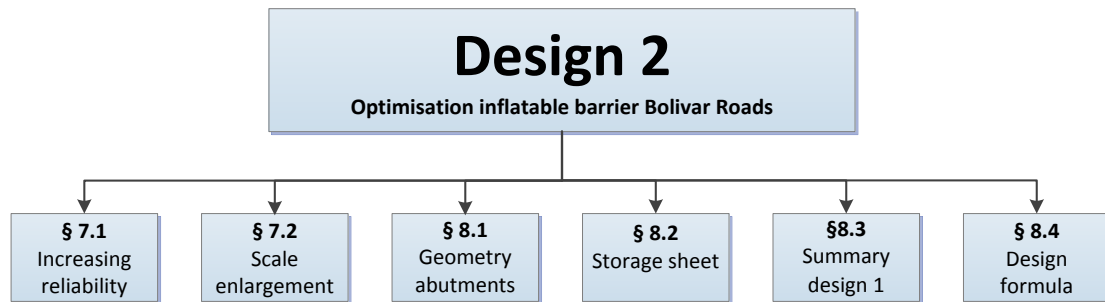 Design 2
Optimisation inflatable barrier Bolivar Roads
§ 7.1
Increasing
reliability
§ 7.2
Scale
enlargement
§ 8.1
Geometry
abutments
§ 8.2
Storage sheet
§8.3
Summary
design 1
§ 8.4
Design
formula